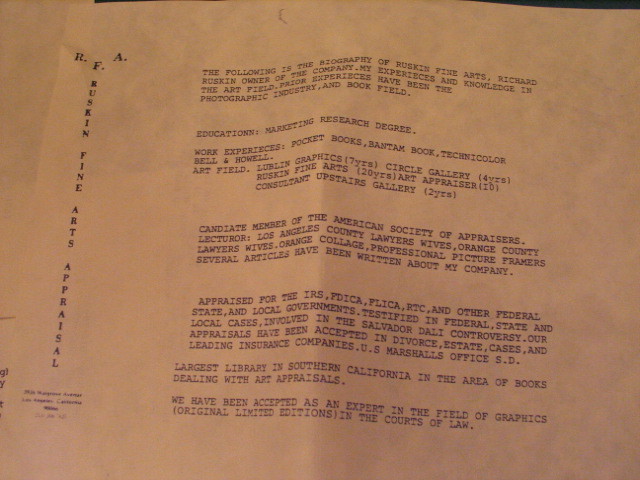 R. F. A.
RUSKIN FINE ARTS APPRAISAL
THE FOLLOWING IS THE BIOGRAPHY OF RUSKIN FINE ARTS, RICHARD
RUSKIN OWNER OF THE COMPANY.MY EXPERIECES AND KNOWLEDGE IN
THE ART FIELD.PRIOR EXPERIECES HAVE BEEN THE
PHOTOGRAPHIC INDUSTRY,AND BOOK FIELD.
EDUCATIONN: MARKETING RESEARCH DEGREE.
WORK EXPERIECES: POCKET BOOKS,BANTAM BOOK,TECHNICOLOR
BELL & HOWELL.
ART FIELD. LUBLIN GRAPHICS(7yrs) CIRCLE GALLERY (4yrs)
RUSKIN FINE ARTS (20yrs)ART APPRAISER(10)
CONSULTANT UPSTAIRS GALLERY (2yrs)
CANDIATE MEMBER OF THE AMERICAN SOCIETY OF APPRAISERS.
LECTUROR: LOS ANGELES COUNTY LAWYERS WIVES,ORANGE COUNTY
LAWYERS WIVES.ORANGE COLLAGE,PROFESSIONAL PICTURE FRAMERS
SEVERAL ARTICLES HAVE BEEN WRITTEN ABOUT MY COMPANY.
APPRAISED FOR THE IRS,FDICA,FLICA,RTC,AND OTHER FEDERAL
STATE,AND LOCAL GOVERNMENTS.TESTIFIED IN FEDERAL,STATE AND
LOCAL CASES,INVOLVED IN THE SALVADOR DALI CONTROVERSY.OUR
APPRAISALS HAVE BEEN ACCEPTED IN DIVORCE,ESTATE,CASES,AND
LEADING INSURANCE COMPANIES.U.S MARSHALLS OFFICE S.D.
LARGEST LIBRARY IN SOUTHERN CALIFORNIA IN THE AREA OF BOOKS
DEALING WITH ART APPRAISALS.
WE HAVE BEEN ACCEPTED AS AN EXPERT IN THE FIELD OF GRAPHICS
(ORIGINAL LIMITED EDITIONS)IN THE COURTS OF LAW.
Avenue
Los Angeles, California